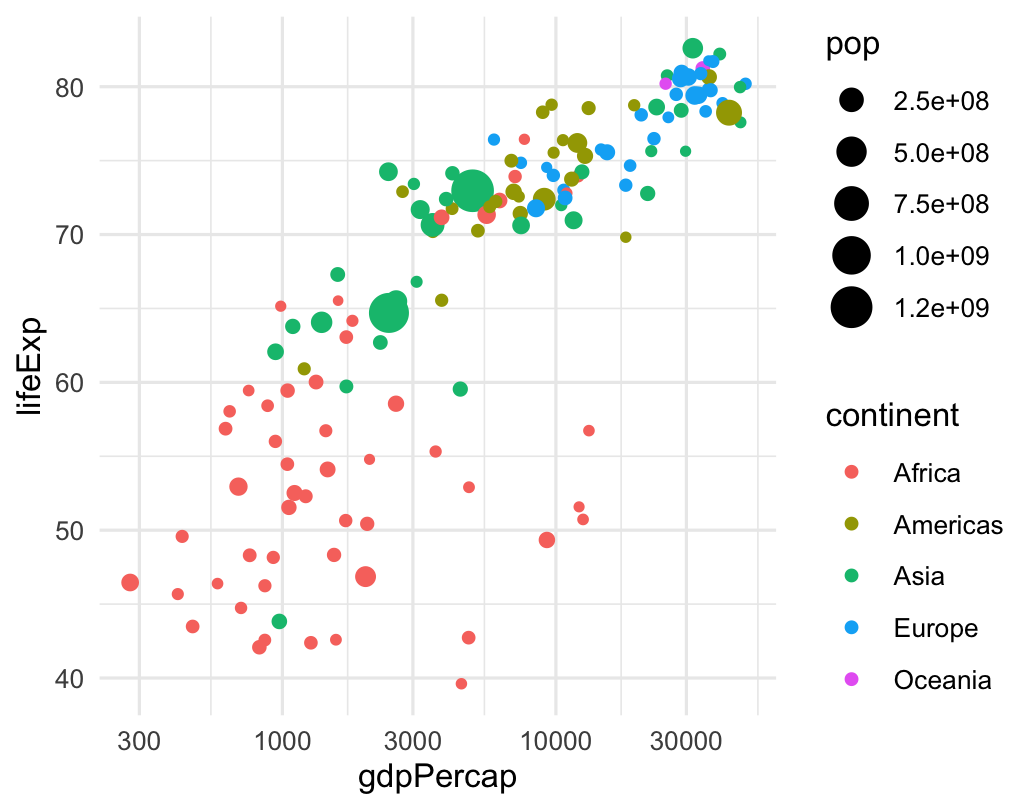 lifeExp
80
70
60
50
40
300 1000 3000 10000 30000
gdpPercap
pop
2.5e+08
5.0e+08
7.5e+08
1.0e+09
1.2e+09
continent
Africa
Americas
Asia
Europe
Oceania